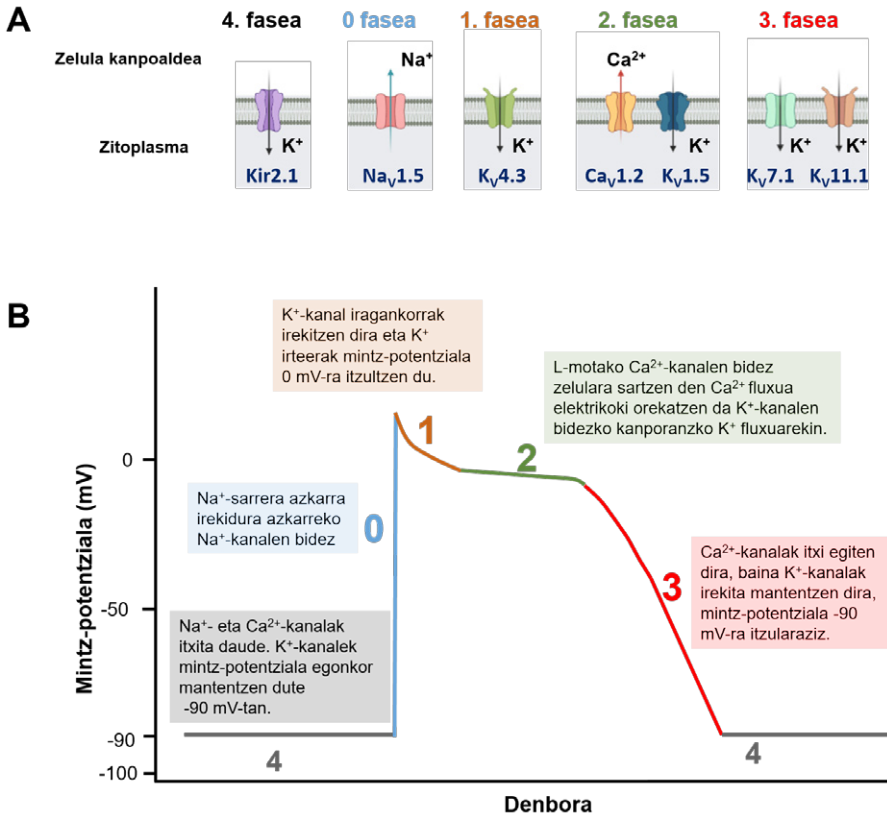 A
4. fasea
0 fasea
1. fasea
2. fasea
3. fasea
Zelula kanpoaldea
Zitoplasma
K⁺
Kir2.1
Na⁺
Naᵥ1.5
K⁺
Kᵥ4.3
Ca²⁺
K⁺
Caᵥ1.2
Kᵥ1.5
K⁺
K⁺
Kᵥ7.1
Kᵥ11.1
B
K⁺-kanal iragankorrak
irekitzen dira eta K⁺
irteerak mintz-potentziala
0 mV-ra itzultzen du.
L-motako Ca²⁺-kanalen bidez
zelulara sartzen den Ca²⁺ fluxua
elektrikoki orekatzen da K⁺-kanalen
bidezko kanporanzko K⁺ fluxuarekin.
1
2
Na⁺-sarrera azkarra
irekidura azkarreko
Na⁺-kanalen bidez
0
3
Ca²⁺-kanalak itxi egiten
dira, baina K⁺-kanalak
irekita mantentzen dira,
mintz-potentziala -90
mV-ra itzularaziz.
Na⁺- eta Ca²⁺-kanalak
itxita daude. K⁺-kanalek
mintz-potentziala egonkor
mantentzen dute
-90 mV-tan.
4
4
Mintz-potentziala (mV)
0
-50
-90
-100
Denbora